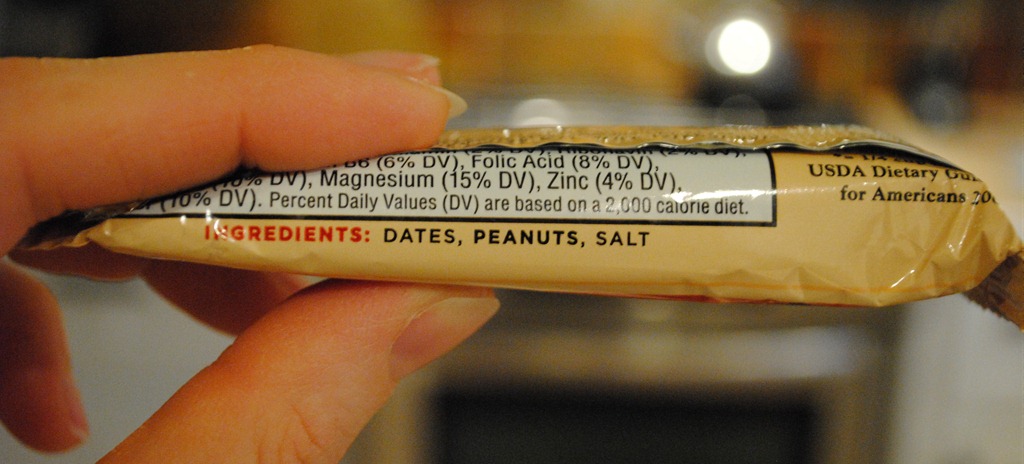 B6 (6% DV), Folic Acid (8% DV),
DV), Magnesium (15% DV), Zinc (4% DV),
(10% DV). Percent Daily Values (DV) are based on a 2,000 calorie diet.
INGREDIENTS: DATES, PEANUTS, SALT
USDA Dietary
for Americans